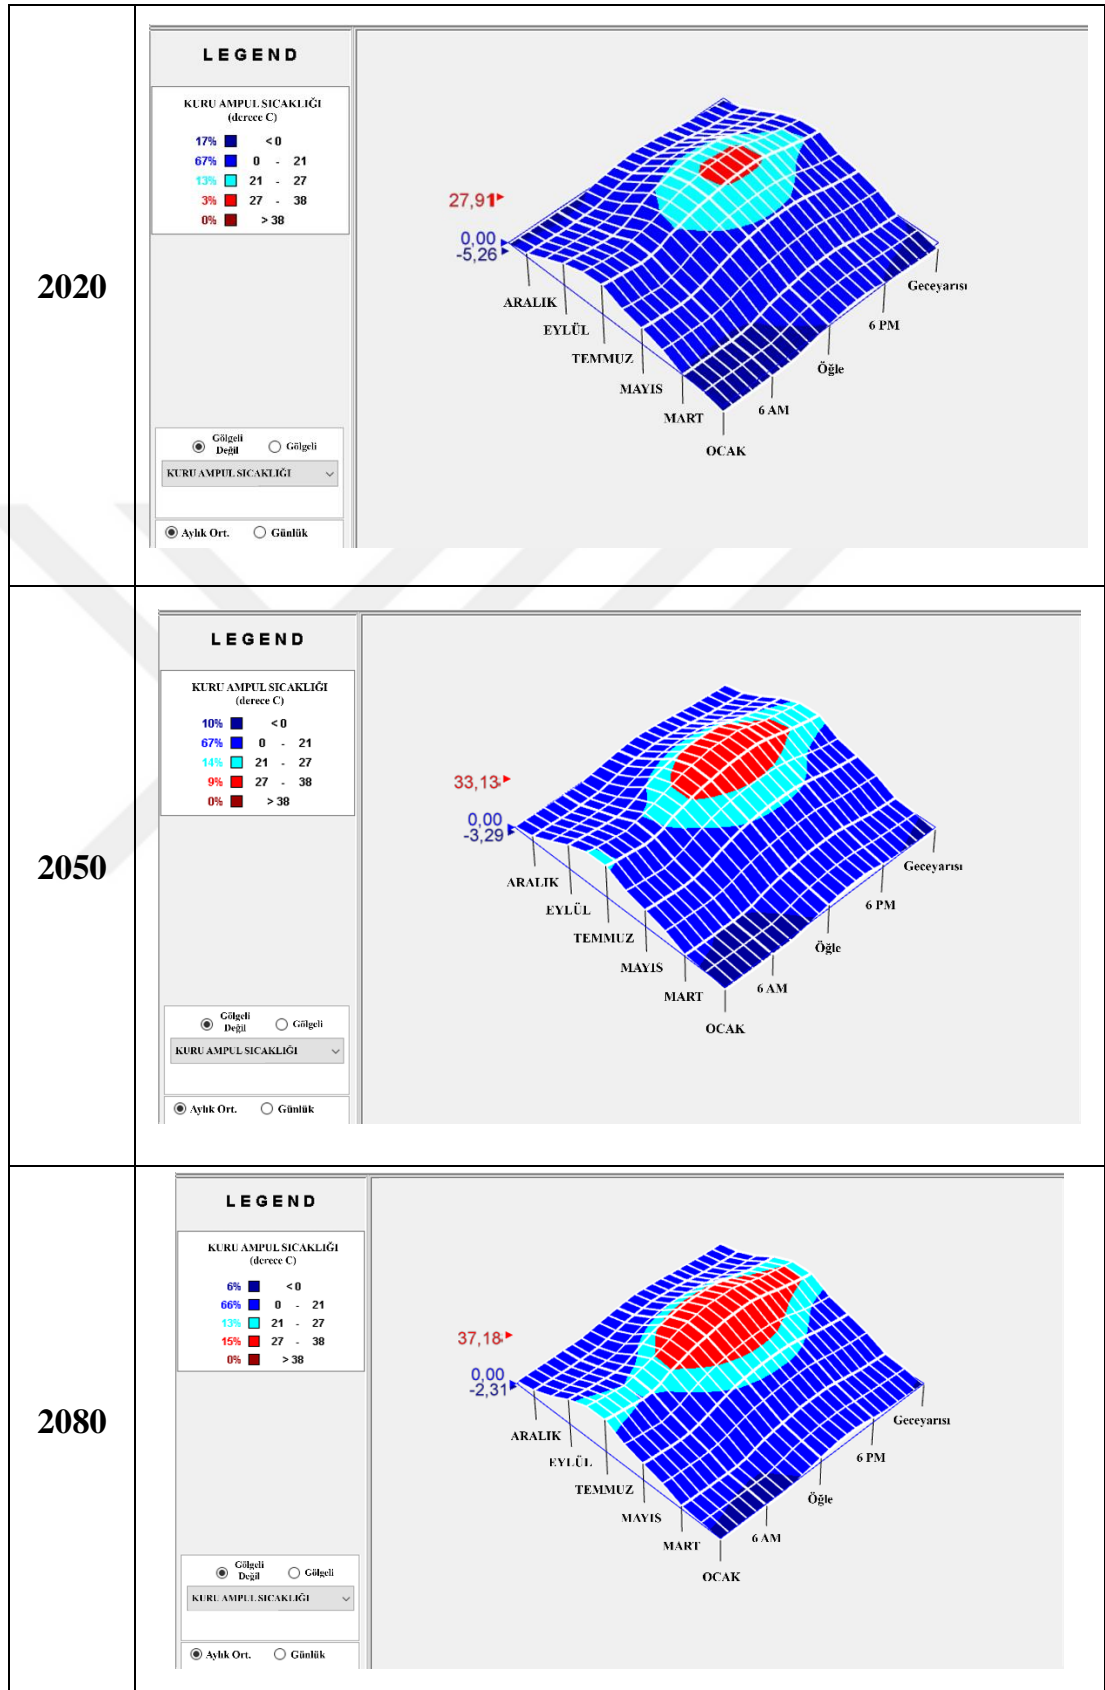 2020
LEGEND
KURU AMPUL SICAKLIĞI
(derece C)
17% < 0
67% 0 - 21
13% 21 - 27
3% 27 - 38
0% > 38
Gölgeli Değil Gölgeli
KURU AMPUL SICAKLIĞI
Aylık Ort. Günlük
27,91
0,00
-5,26
ARALIK
EYLÜL
TEMMUZ
MAYIS
MART
OCAK
6 AM
Öğle
6 PM
Geceyarısı
2050
LEGEND
KURU AMPUL SICAKLIĞI
(derece C)
10% < 0
67% 0 - 21
14% 21 - 27
9% 27 - 38
0% > 38
Gölgeli Değil Gölgeli
KURU AMPUL SICAKLIĞI
Aylık Ort. Günlük
33,13
0,00
-3,29
ARALIK
EYLÜL
TEMMUZ
MAYIS
MART
OCAK
6 AM
Öğle
6 PM
Geceyarısı
2080
LEGEND
KURU AMPUL SICAKLIĞI
(derece C)
6% < 0
66% 0 - 21
13% 21 - 27
15% 27 - 38
0% > 38
Gölgeli Değil Gölgeli
KURU AMPUL SICAKLIĞI
Aylık Ort. Günlük
37,18
0,00
-2,31
ARALIK
EYLÜL
TEMMUZ
MAYIS
MART
OCAK
6 AM
Öğle
6 PM
Geceyarısı